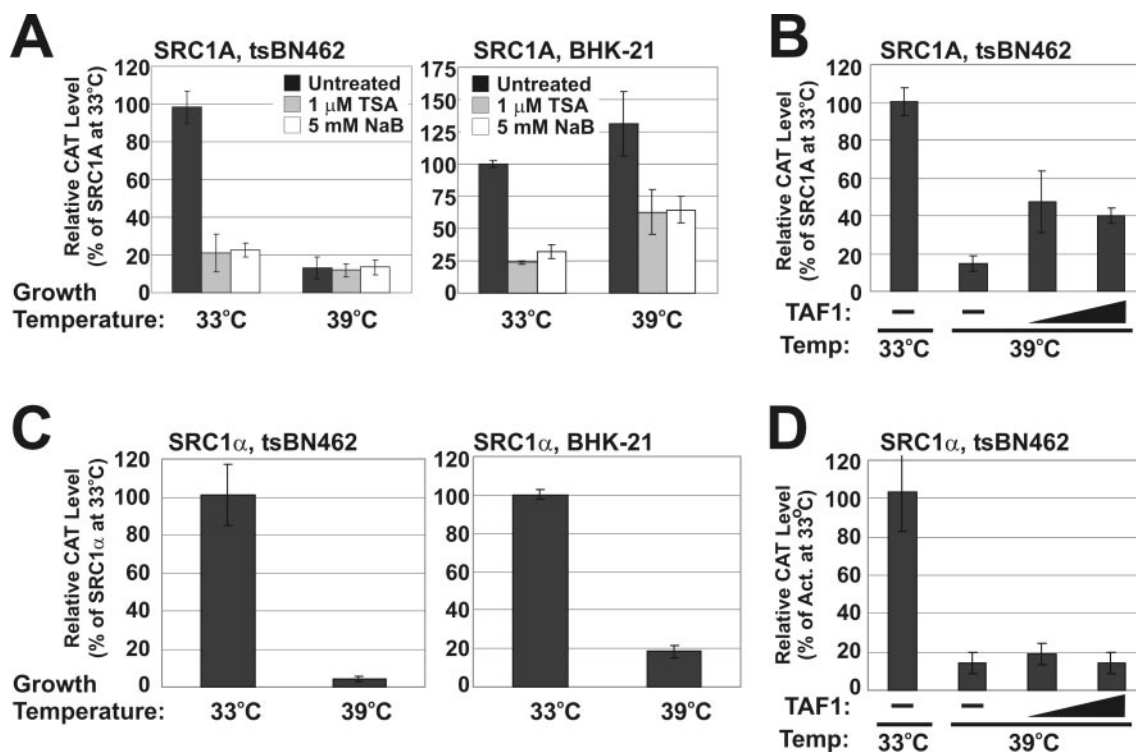 A
SRC1A, tsBN462
Relative CAT Level
(% of SRC1A at 33°C)
120
100
80
60
40
20
0
Untreated
1 μM TSA
5 mM NaB
SRC1A, BHK-21
175
150
125
100
75
50
25
0
Untreated
1 μM TSA
5 mM NaB
Growth
Temperature: 33°C 39°C 33°C 39°C
B
SRC1A, tsBN462
Relative CAT Level
(% of SRC1A at 33°C)
120
100
80
60
40
20
0
TAF1: – –
Temp: 33°C 39°C
C
SRC1α, tsBN462
Relative CAT Level
(% of SRC1α at 33°C)
120
100
80
60
40
20
0
SRC1α, BHK-21
120
100
80
60
40
20
0
Growth
Temperature: 33°C 39°C 33°C 39°C
D
SRC1α, tsBN462
Relative CAT Level
(% of Act. at 33°C)
120
100
80
60
40
20
0
TAF1: – –
Temp: 33°C 39°C